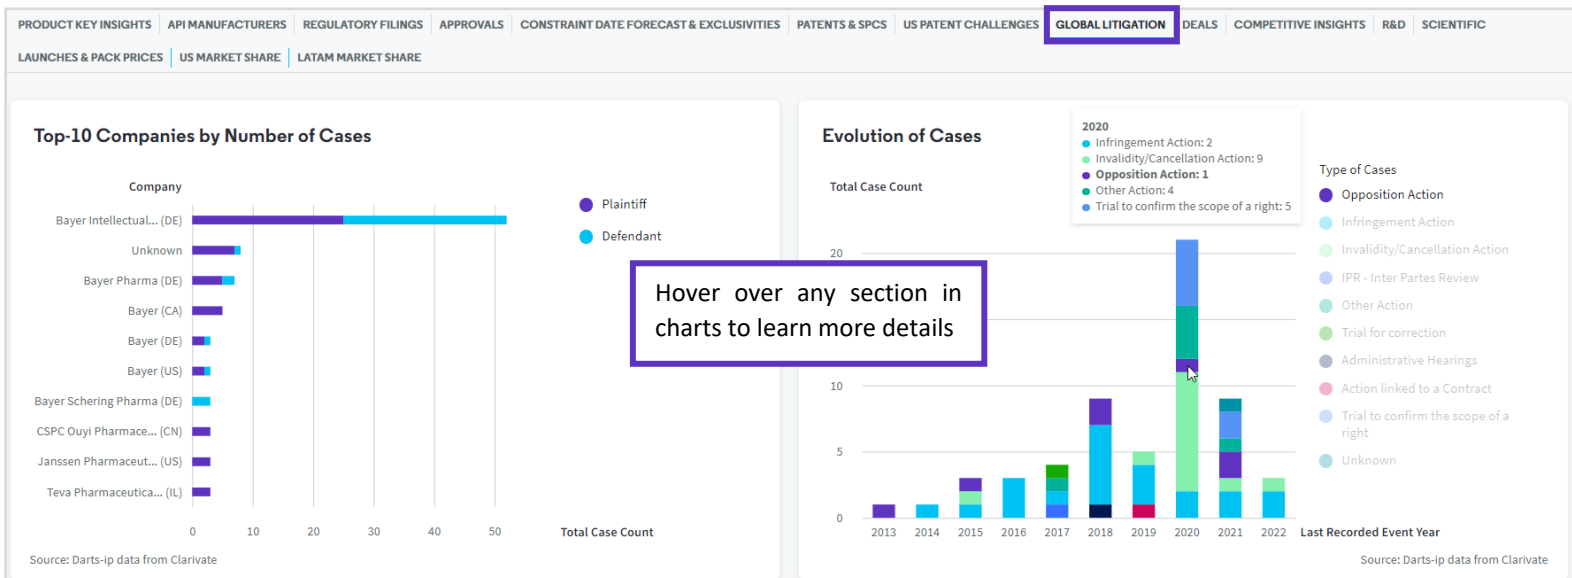 PRODUCT KEY INSIGHTS API MANUFACTURERS REGULATORY FILINGS APPROVALS CONSTRAINT DATE FORECAST & EXCLUSIVITIES PATENTS & SPCS US PATENT CHALLENGES GLOBAL LITIGATION DEALS COMPETITIVE INSIGHTS R&D SCIENTIFIC
LAUNCHES & PACK PRICES US MARKET SHARE LATAM MARKET SHARE
Top-10 Companies by Number of Cases
Company
Bayer Intellectual... (DE)
Unknown
Bayer Pharma (DE)
Bayer (CA)
Bayer (DE)
Bayer (US)
Bayer Schering Pharma (DE)
CSPC Ouyi Pharmace... (CN)
Janssen Pharmaceut... (US)
Teva Pharmaceutica... (IL)
0 10 20 30 40 50
Total Case Count
Plaintiff
Defendant
Source: Darts-ip data from Clarivate
Hover over any section in
charts to learn more details
Evolution of Cases
Total Case Count
2020
Infringement Action: 2
Invalidity/Cancellation Action: 9
Opposition Action: 1
Other Action: 4
Trial to confirm the scope of a right: 5
20
10
5
0
2013 2014 2015 2016 2017 2018 2019 2020 2021 2022
Last Recorded Event Year
Type of Cases
Opposition Action
Infringement Action
Invalidity/Cancellation Action
IPR - Inter Partes Review
Other Action
Trial for correction
Administrative Hearings
Action linked to a Contract
Trial to confirm the scope of a
right
Unknown
Source: Darts-ip data from Clarivate